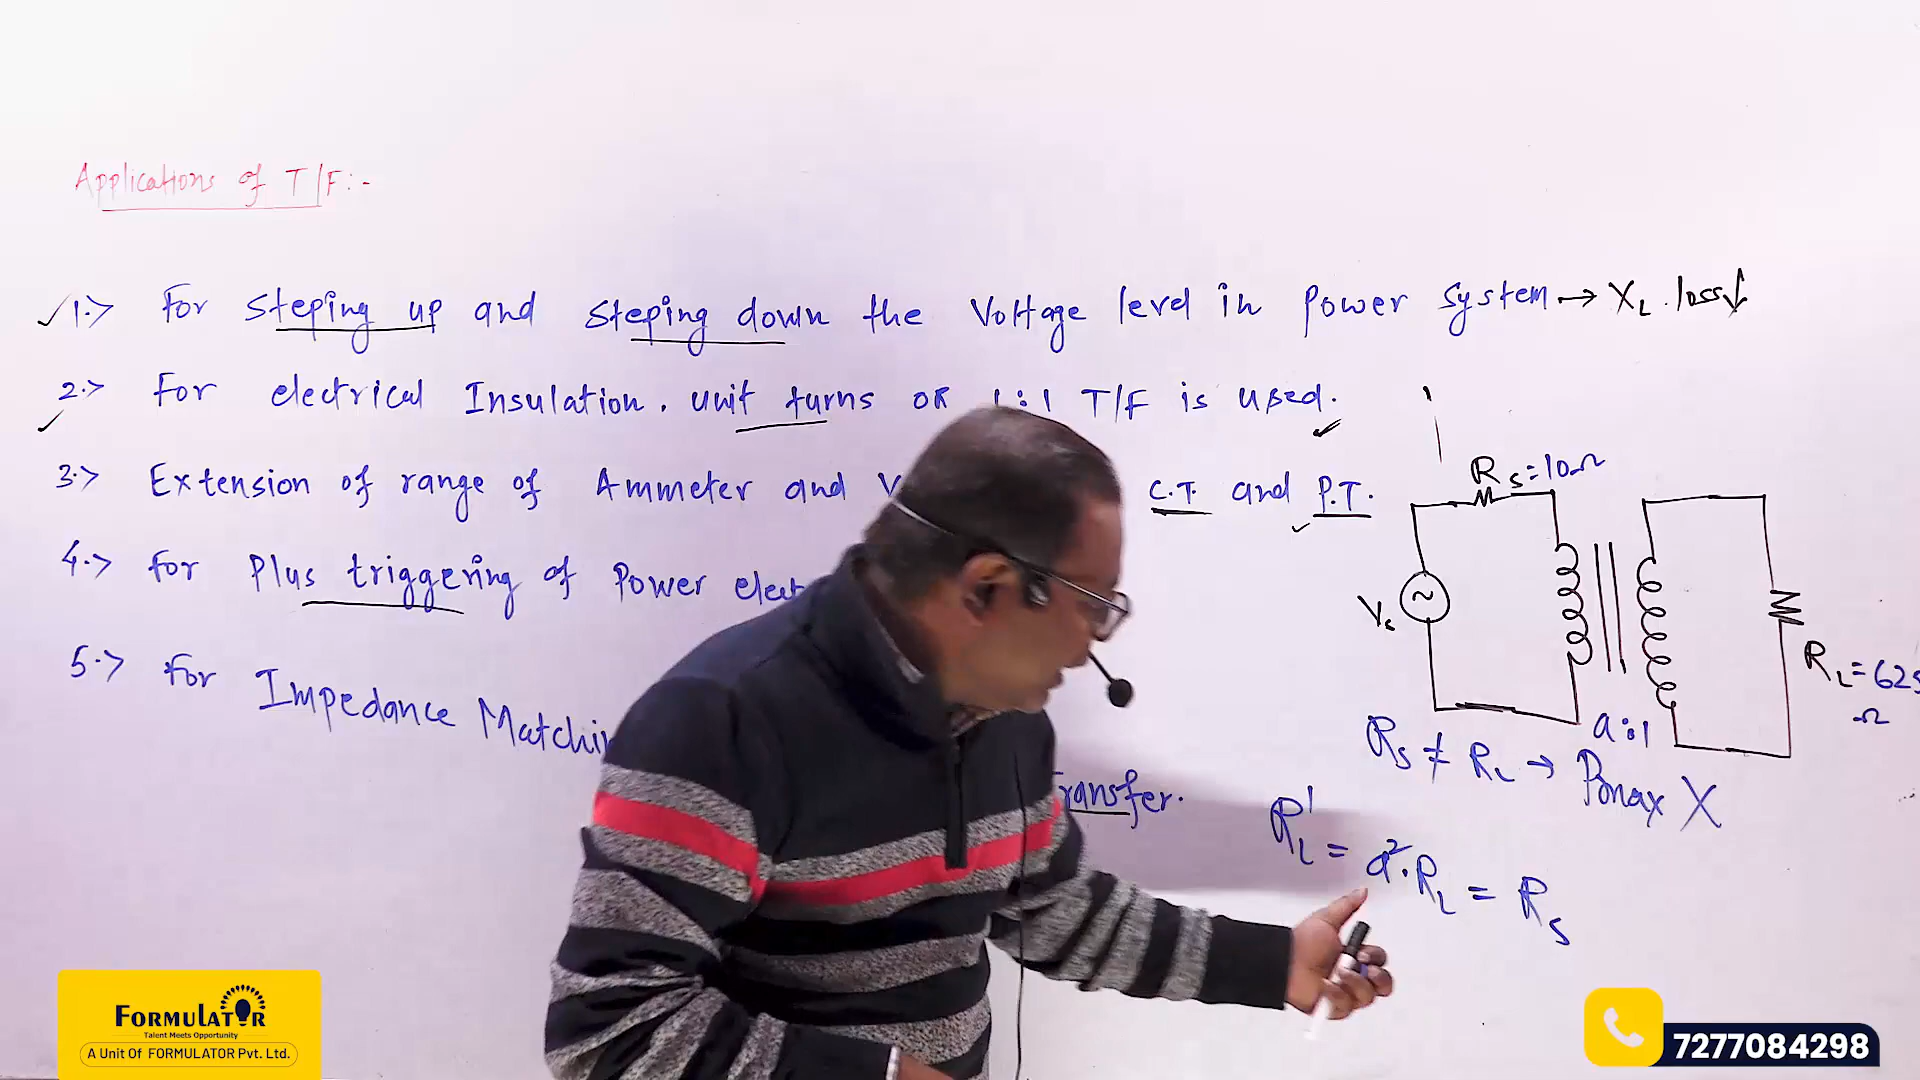 Applications of T/F:-
1.> For Steping up and Steping down the Voltage level in Power System → XL loss↓
2.> For electrical Insulation. unit turns OR 1:1 T/F is used.
3.> Extension of range of Ammeter and C.T. and P.T.
4.> for Plus triggering of Power
5.> For Impedance
Rs=10Ω
Vs
RL=625
Ω
a:1
Rs ≠ RL → Pmax X
RL' = a².RL = Rs
FORMULATOR
Talent Meets Opportunity
A Unit Of FORMULATOR Pvt. Ltd.
7277084298